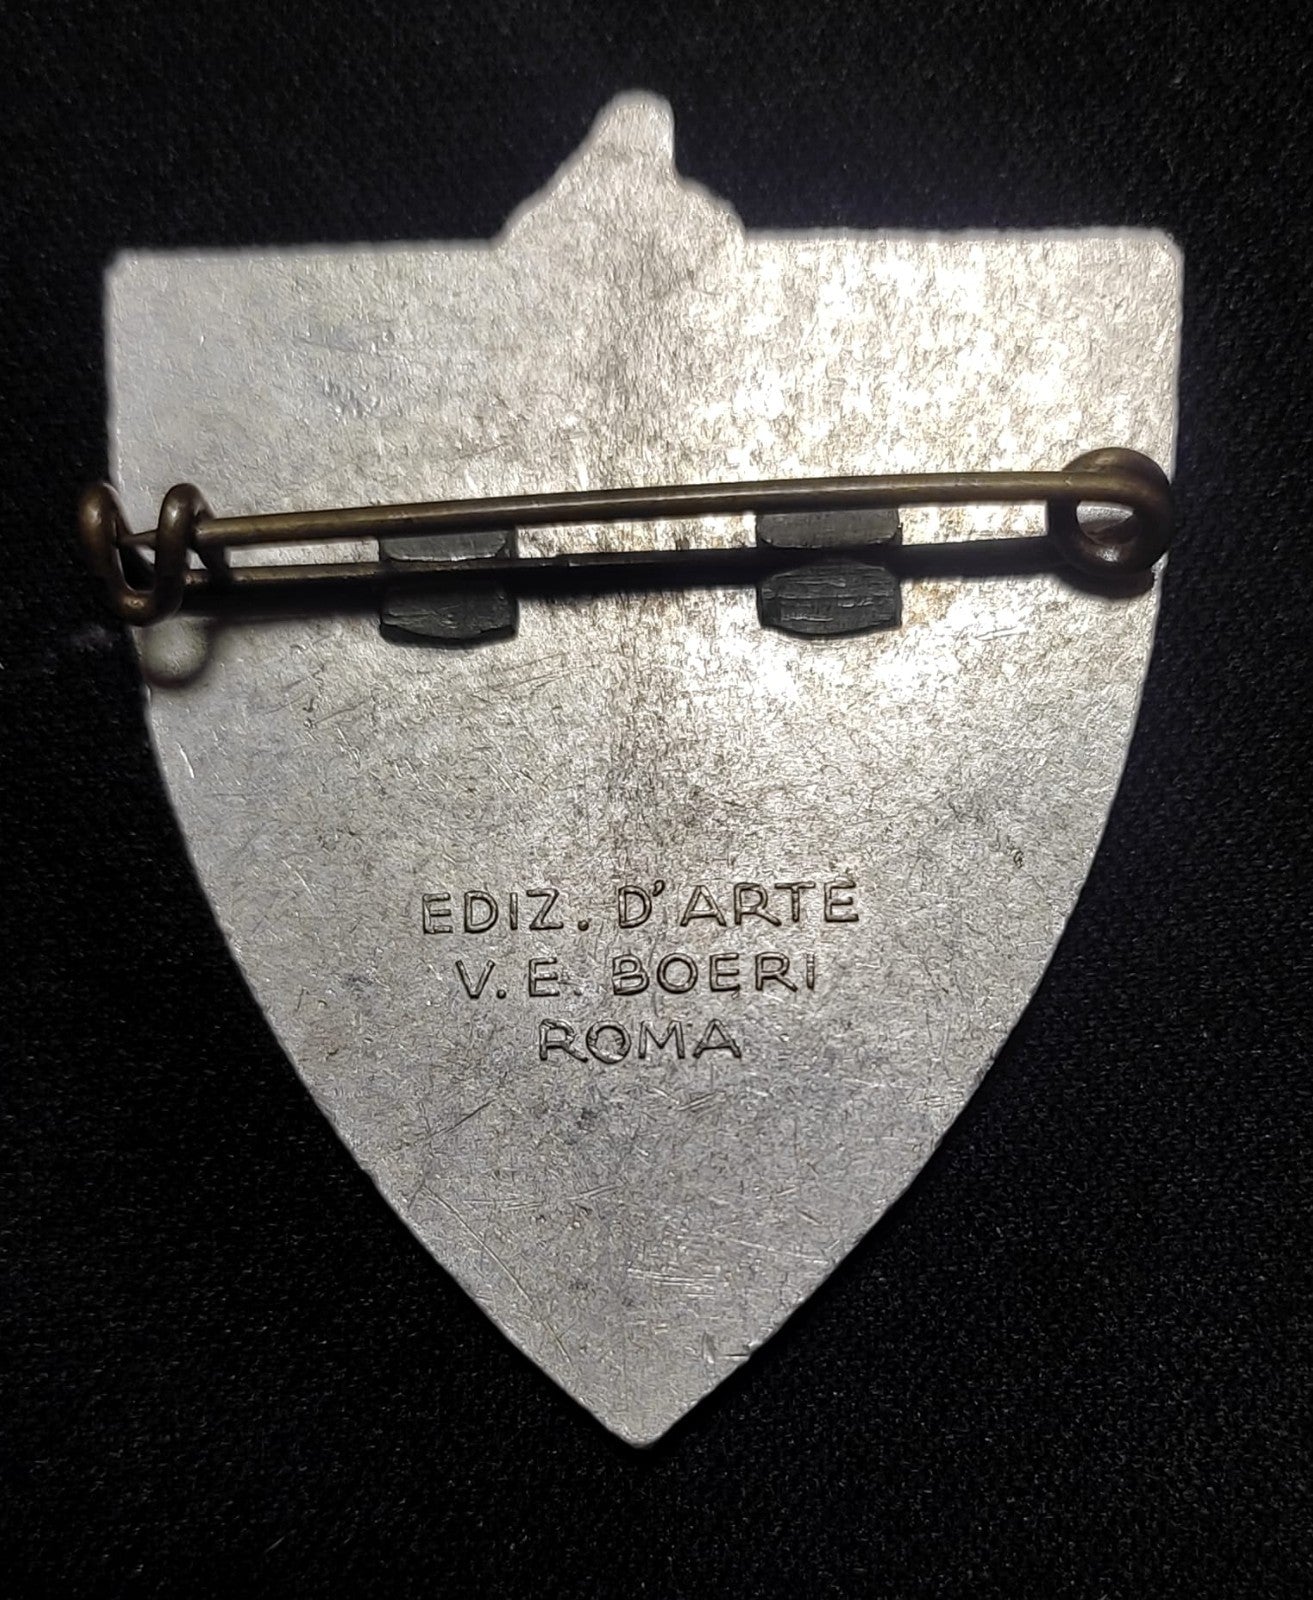 EDIZ. D'ARTE
V. E. BOERI
ROMA